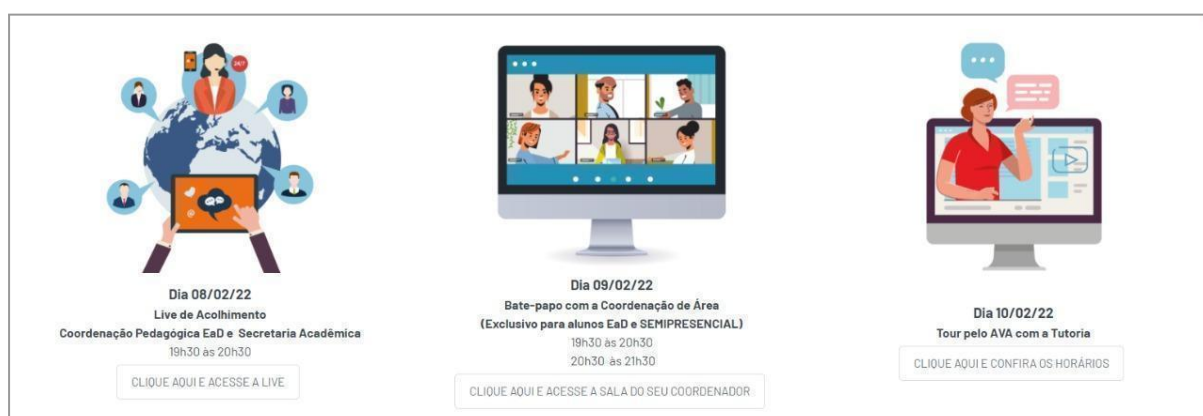 24/7
Dia 08/02/22
Live de Acolhimento
Coordenação Pedagógica EaD e Secretaria Acadêmica
19h30 às 20h30
CLIQUE AQUI E ACESSE A LIVE
Dia 09/02/22
Bate-papo com a Coordenação de Área
(Exclusivo para alunos EaD e SEMIPRESENCIAL)
19h30 às 20h30
20h30 às 21h30
CLIQUE AQUI E ACESSE A SALA DO SEU COORDENADOR
Dia 10/02/22
Tour pelo AVA com a Tutoria
CLIQUE AQUI E CONFIRA OS HORÁRIOS